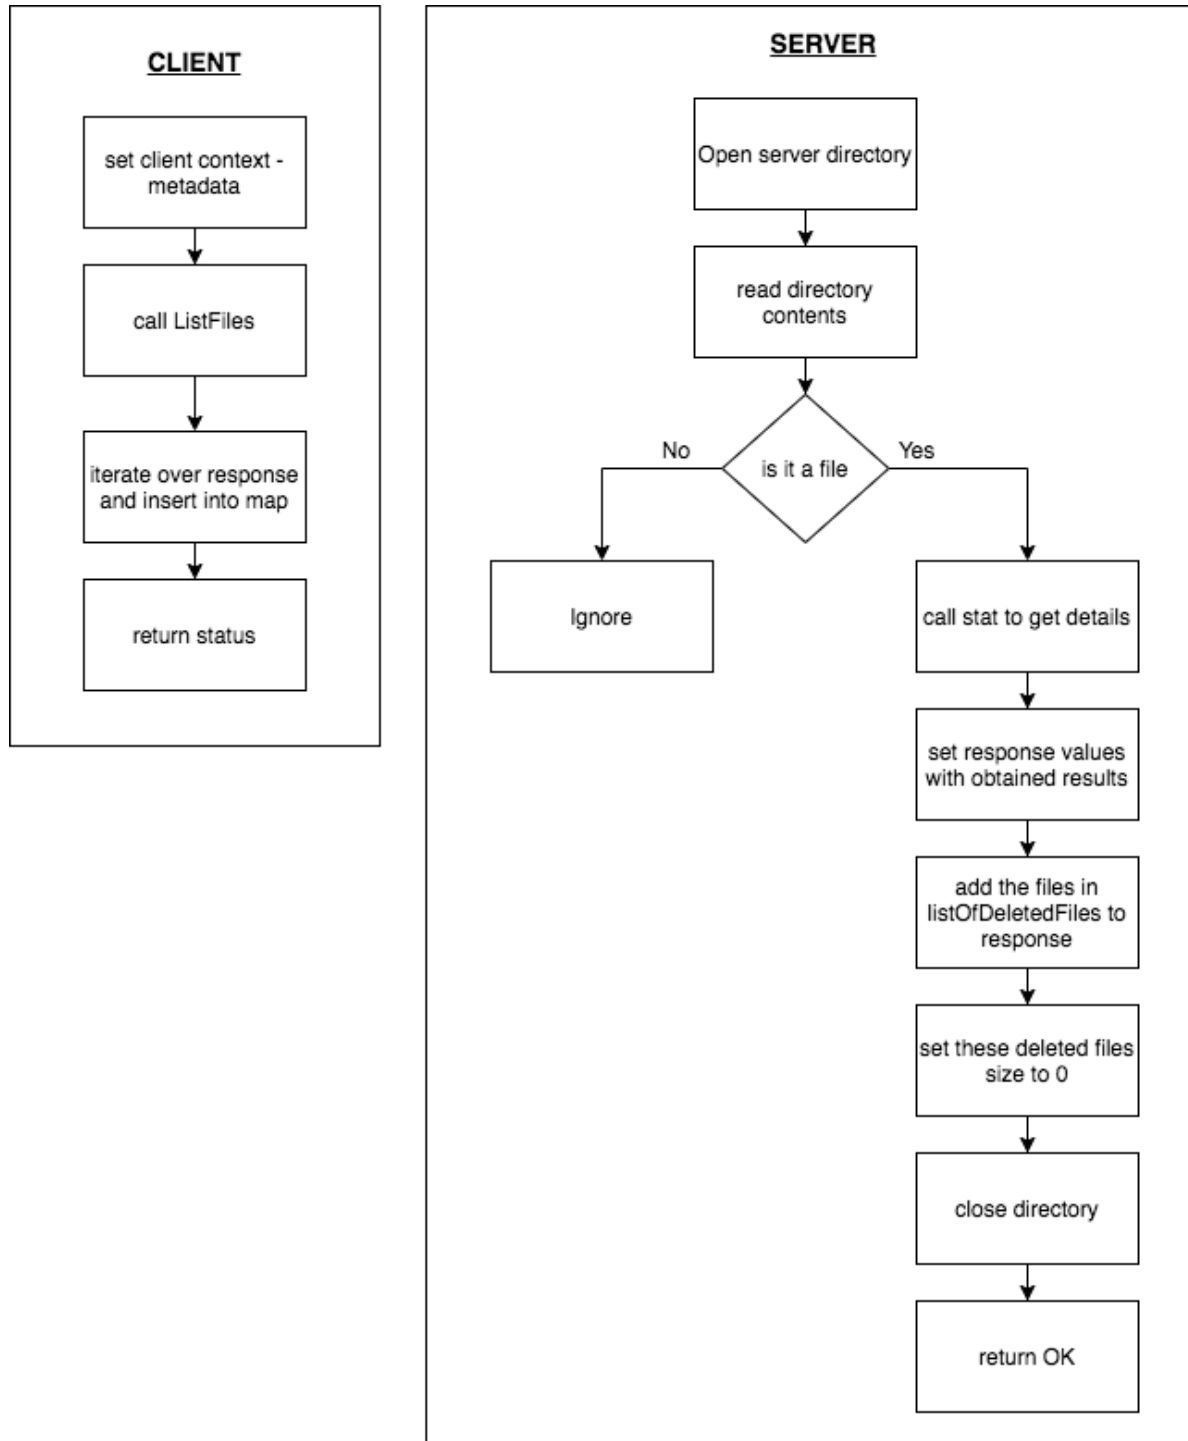 CLIENT
set client context -
metadata
call ListFiles
iterate over response
and insert into map
return status
SERVER
Open server directory
read directory
contents
is it a file
No
Yes
Ignore
call stat to get details
set response values
with obtained results
add the files in
listOfDeletedFiles to
response
set these deleted files
size to 0
close directory
return OK